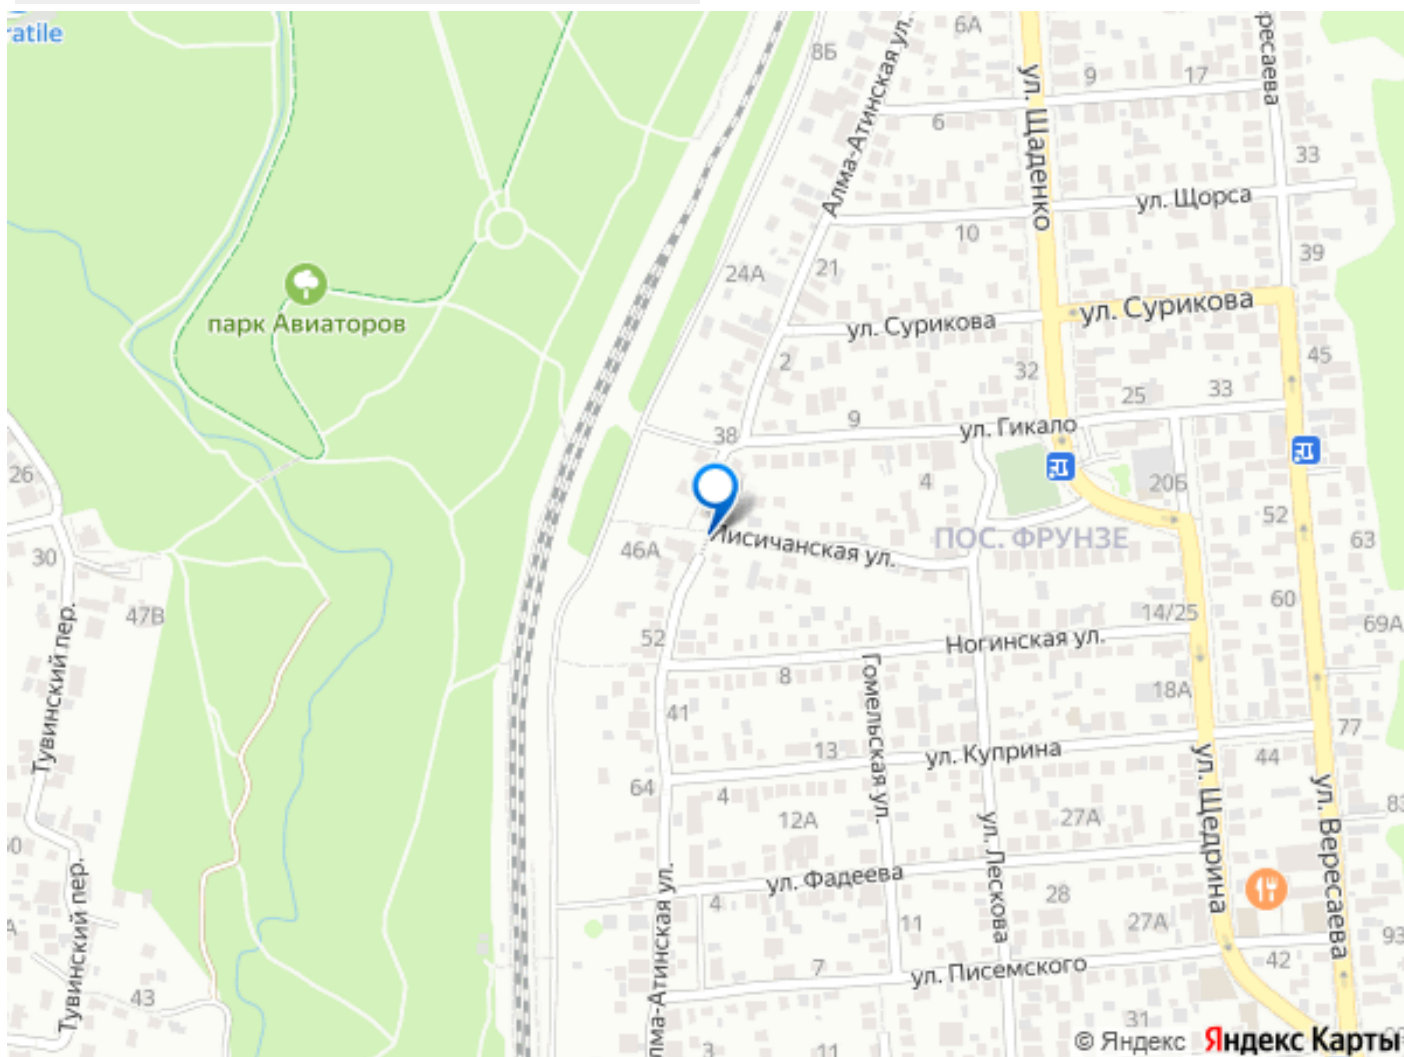 ratile
8Б
Алма-Атинская ул.
6А
ул. Щаденко
9
17
6
33
ул. Щорса
10
39
24А
21
парк Авиаторов
ул. Сурикова
ул. Сурикова
2
32
45
25
33
9
ул. Гикало
38
26
4
20Б
52
ПОС. ФРУНЗЕ
63
Лисичанская ул.
46А
30
47В
60
14/25
69А
52
Ногинская ул.
Тувинский пер.
8
Гомельская ул.
18А
41
77
13
ул. Куприна
44
ул. Щедрина
64
4
12А
27А
ул. Лескова
ул. Вересаева
ул. Фадеева
Тувинский пер.
4
28
11
27А
93
7
ул. Писемского
42
43
31
3
11
© Яндекс Яндекс Карты